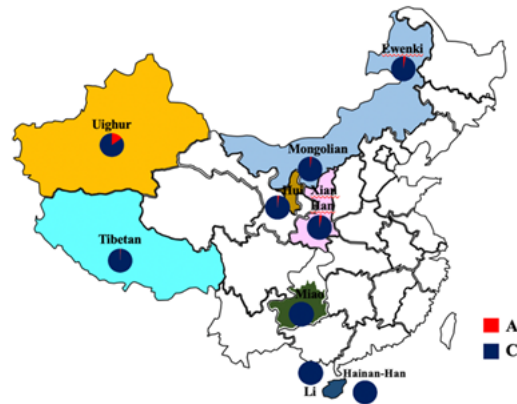 Ewenki
Uighur
Mongolian
Hui
Xian
Han
Tibetan
Miao
A
C
Li
Hainan-Han